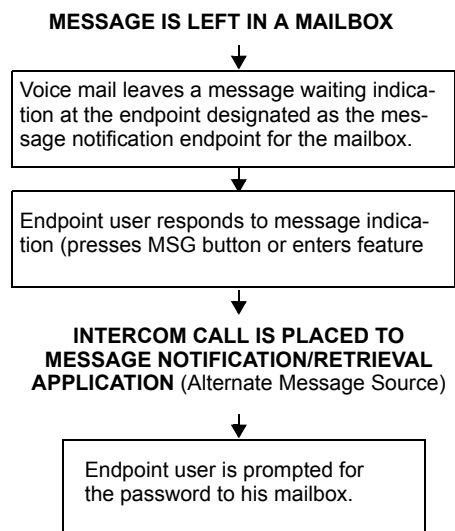 MESSAGE IS LEFT IN A MAILBOX
Voice mail leaves a message waiting indica-
tion at the endpoint designated as the mes-
sage notification endpoint for the mailbox.
Endpoint user responds to message indica-
tion (presses MSG button or enters feature
INTERCOM CALL IS PLACED TO
MESSAGE NOTIFICATION/RETRIEVAL
APPLICATION (Alternate Message Source)
Endpoint user is prompted for
the password to his mailbox.